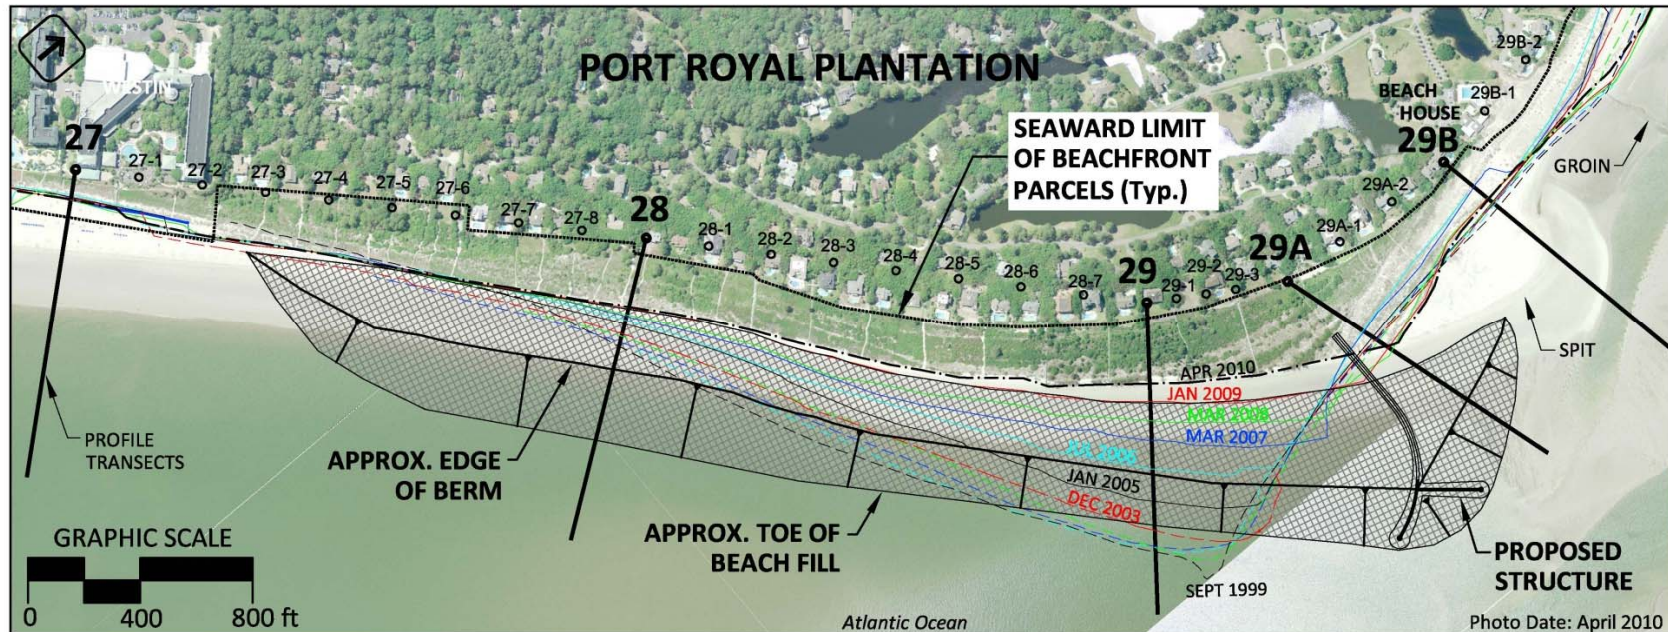 PORT ROYAL PLANTATION
WESTIN
27
27-1
27-2
27-3
27-4
27-5
27-6
27-7
27-8
28
28-1
28-2
28-3
28-4
28-5
28-6
28-7
29
29-1
29-2
29-3
29A
29A-1
29A-2
BEACH
HOUSE
29B
29B-1
29B-2
SEAWARD LIMIT
OF BEACHFRONT
PARCELS (Typ.)
GROIN
SPIT
APR 2010
JAN 2009
MAR 2008
MAR 2007
JUL 2006
JAN 2005
DEC 2003
SEPT 1999
PROFILE
TRANSECTS
APPROX. EDGE
OF BERM
APPROX. TOE OF
BEACH FILL
PROPOSED
STRUCTURE
GRAPHIC SCALE
0 400 800 ft
Atlantic Ocean
Photo Date: April 2010